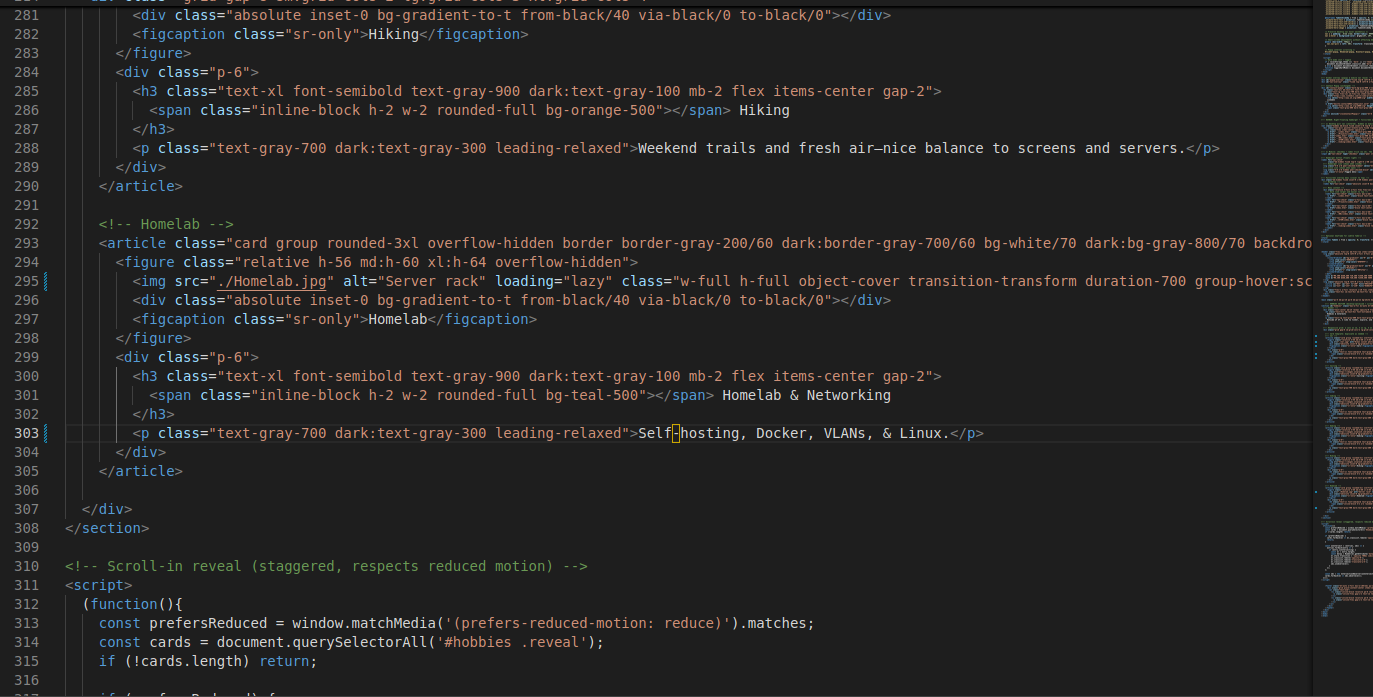 281 <div class="absolute inset-0 bg-gradient-to-t from-black/40 via-black/0 to-black/0"></div>
282 <figcaption class="sr-only">Hiking</figcaption>
283 </figure>
284 <div class="p-6">
285 <h3 class="text-xl font-semibold text-gray-900 dark:text-gray-100 mb-2 flex items-center gap-2">
286 <span class="inline-block h-2 w-2 rounded-full bg-orange-500"></span> Hiking
287 </h3>
288 <p class="text-gray-700 dark:text-gray-300 leading-relaxed">Weekend trails and fresh air—nice balance to screens and servers.</p>
289 </div>
290 </article>
291
292 <!-- Homelab -->
293 <article class="card group rounded-3xl overflow-hidden border border-gray-200/60 dark:border-gray-700/60 bg-white/70 dark:bg-gray-800/70 backdro
294 <figure class="relative h-56 md:h-60 xl:h-64 overflow-hidden">
295 <img src="./Homelab.jpg" alt="Server rack" loading="lazy" class="w-full h-full object-cover transition-transform duration-700 group-hover:sc
296 <div class="absolute inset-0 bg-gradient-to-t from-black/40 via-black/0 to-black/0"></div>
297 <figcaption class="sr-only">Homelab</figcaption>
298 </figure>
299 <div class="p-6">
300 <h3 class="text-xl font-semibold text-gray-900 dark:text-gray-100 mb-2 flex items-center gap-2">
301 <span class="inline-block h-2 w-2 rounded-full bg-teal-500"></span> Homelab & Networking
302 </h3>
303 <p class="text-gray-700 dark:text-gray-300 leading-relaxed">Self-hosting, Docker, VLANs, & Linux.</p>
304 </div>
305 </article>
306
307 </div>
308 </section>
309
310 <!-- Scroll-in reveal (staggered, respects reduced motion) -->
311 <script>
312 (function(){
313 const prefersReduced = window.matchMedia('(prefers-reduced-motion: reduce)').matches;
314 const cards = document.querySelectorAll('#hobbies .reveal');
315 if (!cards.length) return;
316